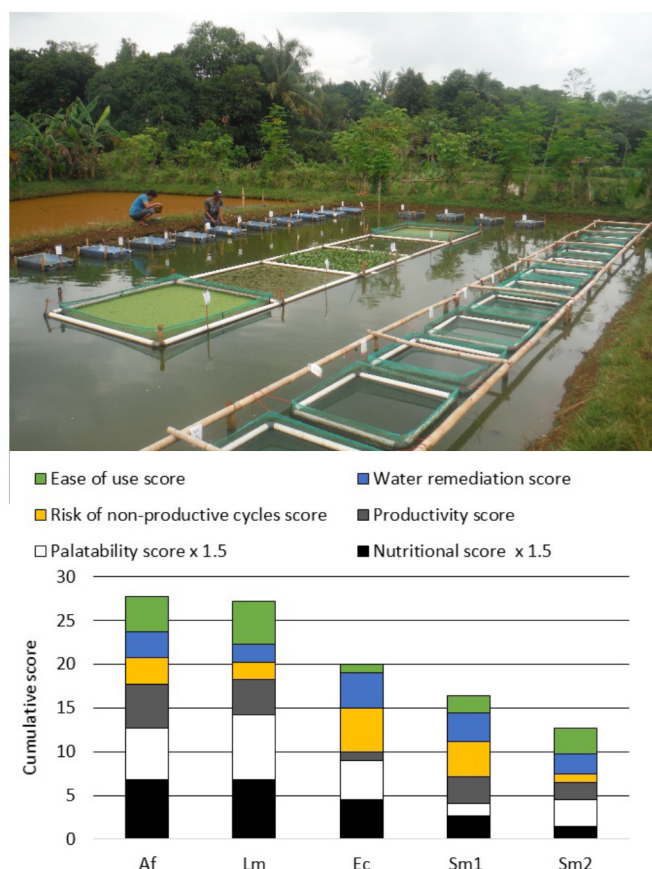 Ease of use score Water remediation score
Risk of non-productive cycles score Productivity score
Palatability score x 1.5 Nutritional score x 1.5
30
25
20
15
10
5
0
Cumulative score
Af Lm Ec Sm1 Sm2